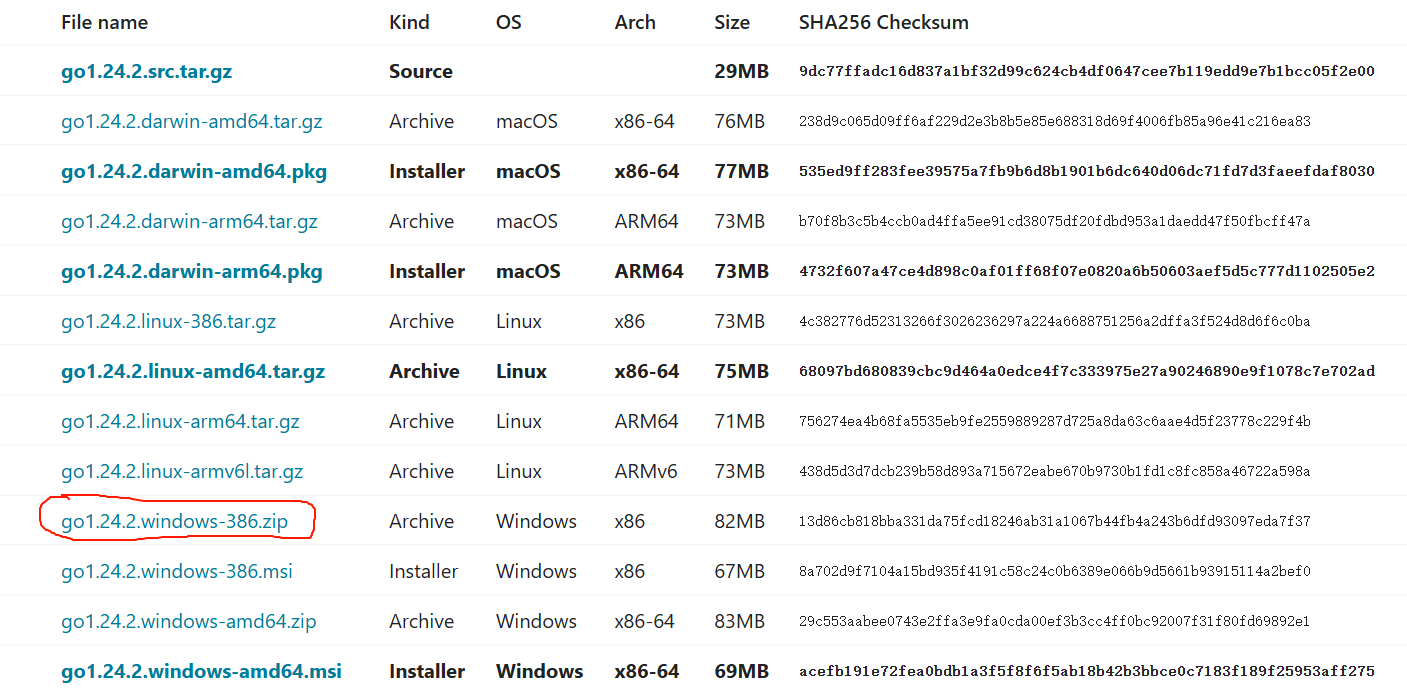 File name Kind OS Arch Size SHA256 Checksum
go1.24.2.src.tar.gz Source 29MB 9dc77ffadc16d837a1bf32d99c624cb4df0647cee7b119edd9e7b1bcc05f2e00
go1.24.2.darwin-amd64.tar.gz Archive macOS x86-64 76MB 238d9c065d09ff6af229d2e3b8b5e85e688318d69f4006fb85a96e41c216ea83
go1.24.2.darwin-amd64.pkg Installer macOS x86-64 77MB 535ed9ff283fee39575a7fb9b6d8b1901b6dc640d06dc71fd7d3faeefdaf8030
go1.24.2.darwin-arm64.tar.gz Archive macOS ARM64 73MB b70f8b3c5b4ccb0ad4ffa5ee91cd38075df20fdbd953a1daedd47f50fbcff47a
go1.24.2.darwin-arm64.pkg Installer macOS ARM64 73MB 4732f607a47ce4d898c0af01ff68f07e0820a6b50603aef5d5c777d1102505e2
go1.24.2.linux-386.tar.gz Archive Linux x86 73MB 4c382776d52313266f3026236297a224a6688751256a2dffa3f524d8d6f6c0ba
go1.24.2.linux-amd64.tar.gz Archive Linux x86-64 75MB 68097bd680839cbc9d464a0edce4f7c333975e27a90246890e9f1078c7e702ad
go1.24.2.linux-arm64.tar.gz Archive Linux ARM64 71MB 756274ea4b68fa5535eb9fe2559889287d725a8da63c6aae4d5f23778c229f4b
go1.24.2.linux-armv6l.tar.gz Archive Linux ARMv6 73MB 438d5d3d7dcb239b58d893a715672eabe670b9730b1fd1c8fc858a46722a598a
go1.24.2.windows-386.zip Archive Windows x86 82MB 13d86cb818bba331da75fcd18246ab31a1067b44fb4a243b6dfd93097eda7f37
go1.24.2.windows-386.msi Installer Windows x86 67MB 8a702d9f7104a15bd935f4191c58c24c0b6389e066b9d5661b93915114a2bef0
go1.24.2.windows-amd64.zip Archive Windows x86-64 83MB 29c553aabee0743e2ffa3e9fa0cda00ef3b3cc4ff0bc92007f31f80fd69892e1
go1.24.2.windows-amd64.msi Installer Windows x86-64 69MB acefb191e72fea0bdb1a3f5f8f6f5ab18b42b3bbce0c7183f189f25953aff275